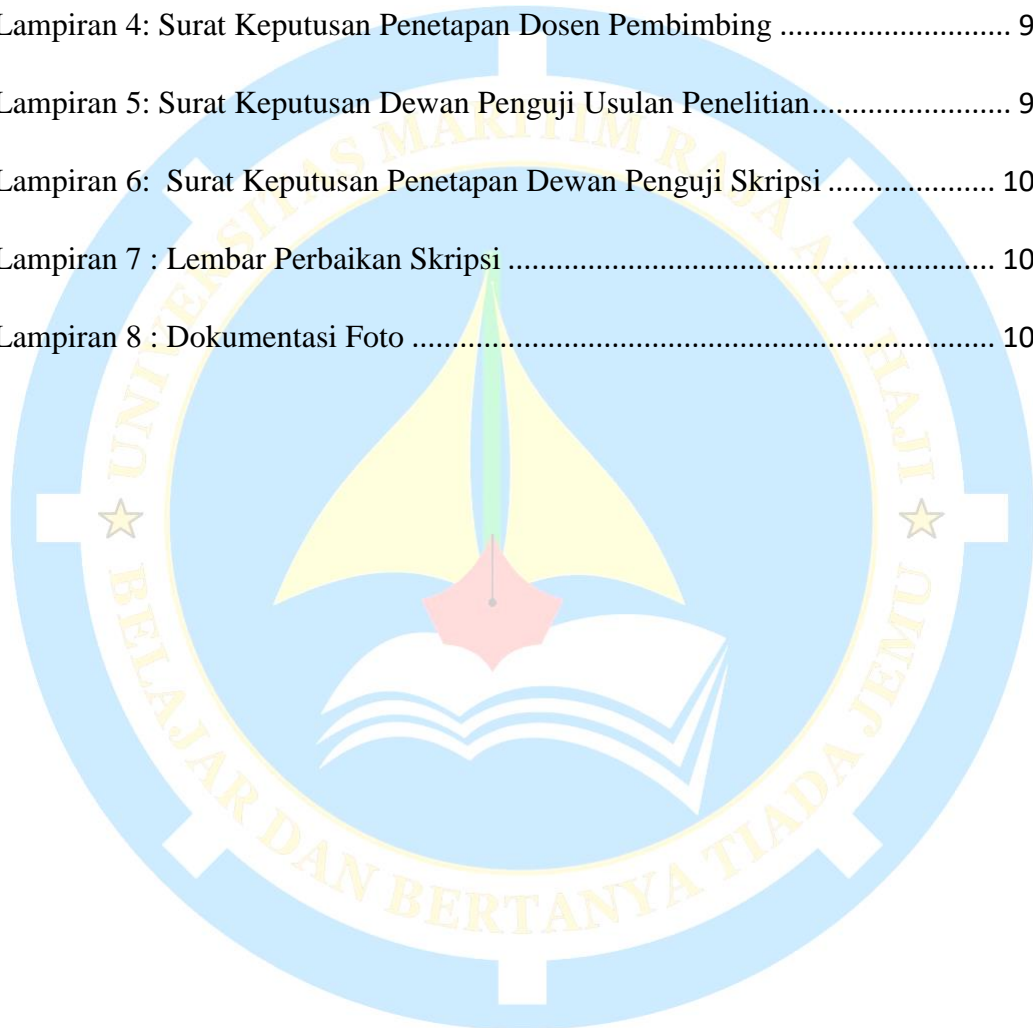 Lampiran 4: Surat Keputusan Penetapan Dosen Pembimbing ............................ 9
Lampiran 5: Surat Keputusan Dewan Penguji Usulan Penelitian........................ 9
Lampiran 6:  Surat Keputusan Penetapan Dewan Penguji Skripsi .................... 10
Lampiran 7 : Lembar Perbaikan Skripsi ........................................................... 10
Lampiran 8 : Dokumentasi Foto ....................................................................... 10
UNIVERSITAS MARITIM RAJA ALI HAJI
BELAJAR DAN BERTANYA TIADA JEMU